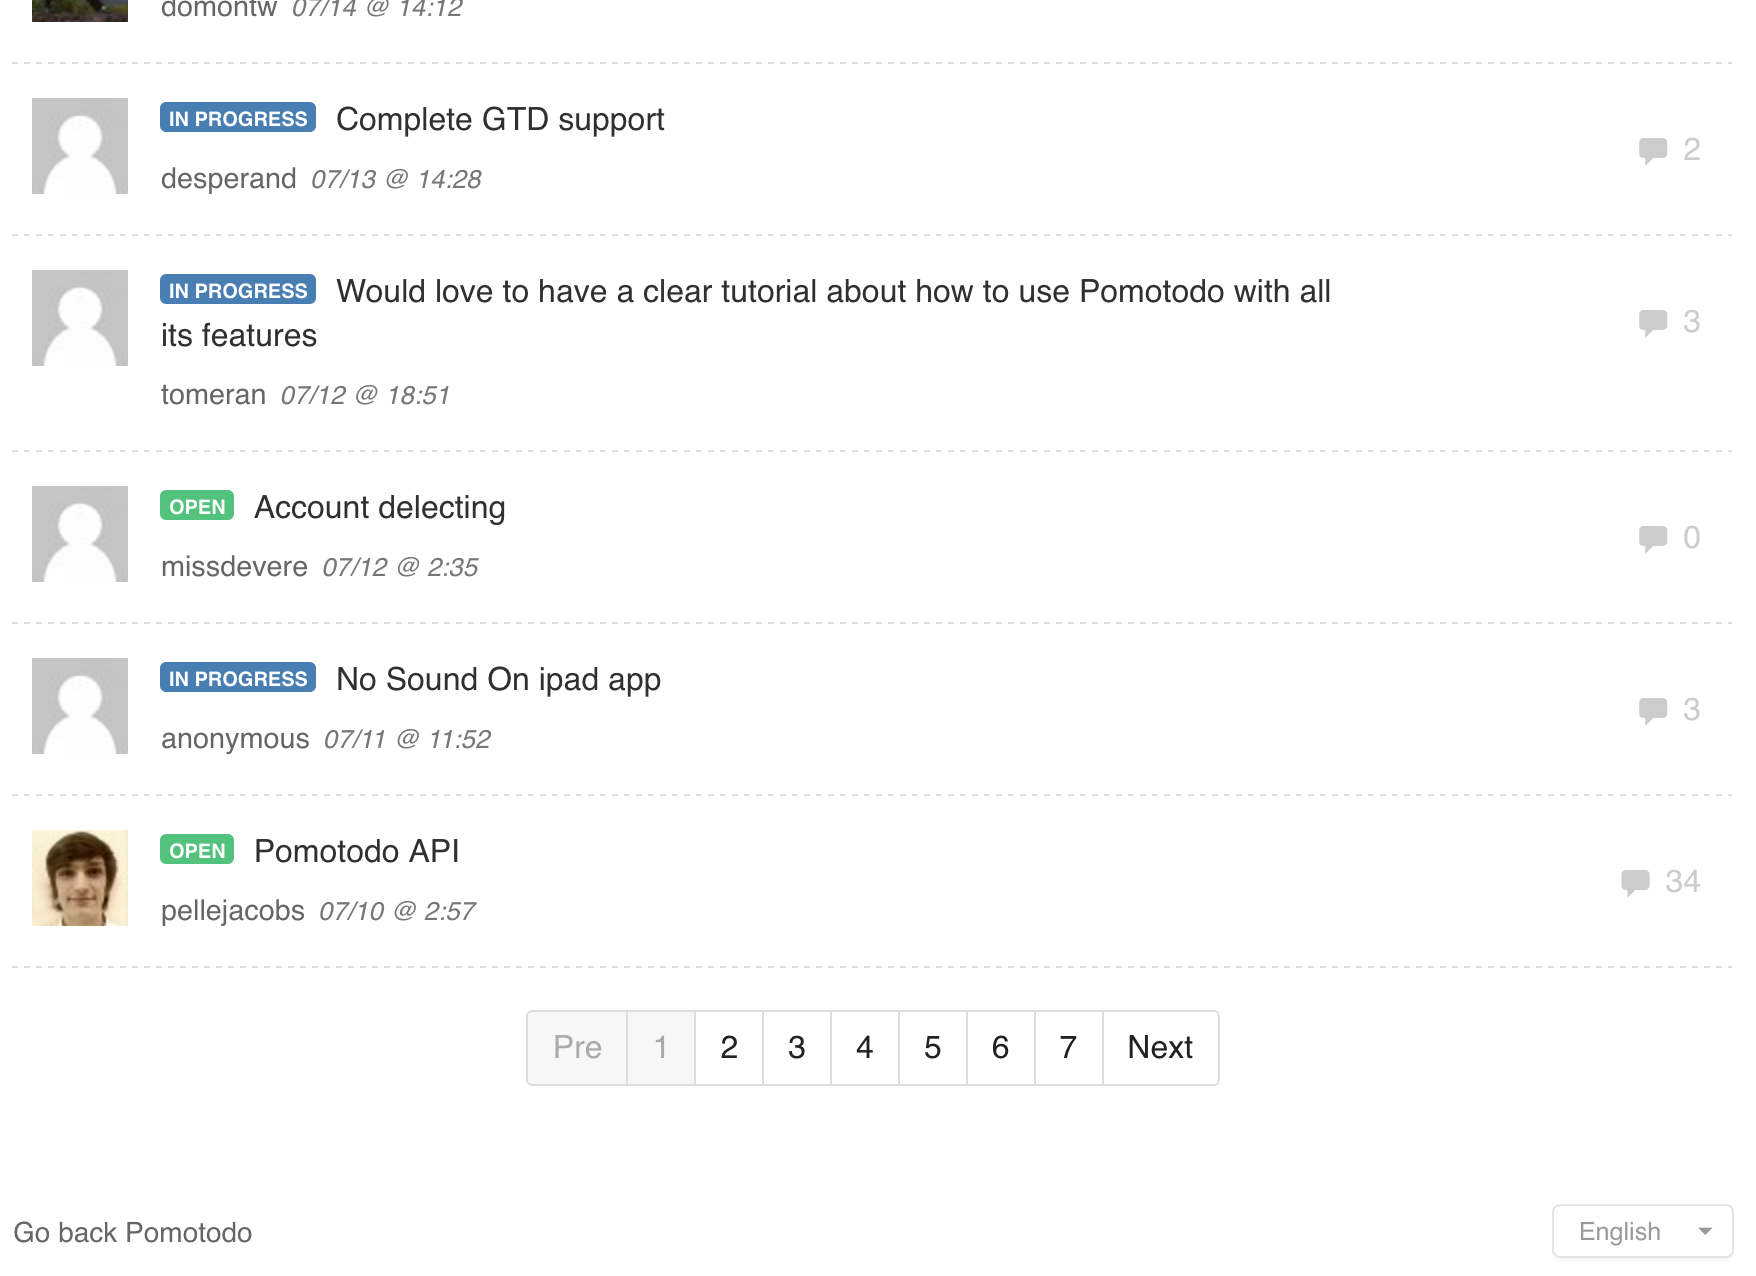 domontw 07/14 @ 14:12
IN PROGRESS Complete GTD support
2
desperand 07/13 @ 14:28
IN PROGRESS Would love to have a clear tutorial about how to use Pomotodo with all
its features
3
tomeran 07/12 @ 18:51
OPEN Account delecting
0
missdevere 07/12 @ 2:35
IN PROGRESS No Sound On ipad app
3
anonymous 07/11 @ 11:52
OPEN Pomotodo API
34
pellejacobs 07/10 @ 2:57
Pre 1 2 3 4 5 6 7 Next
Go back Pomotodo
English